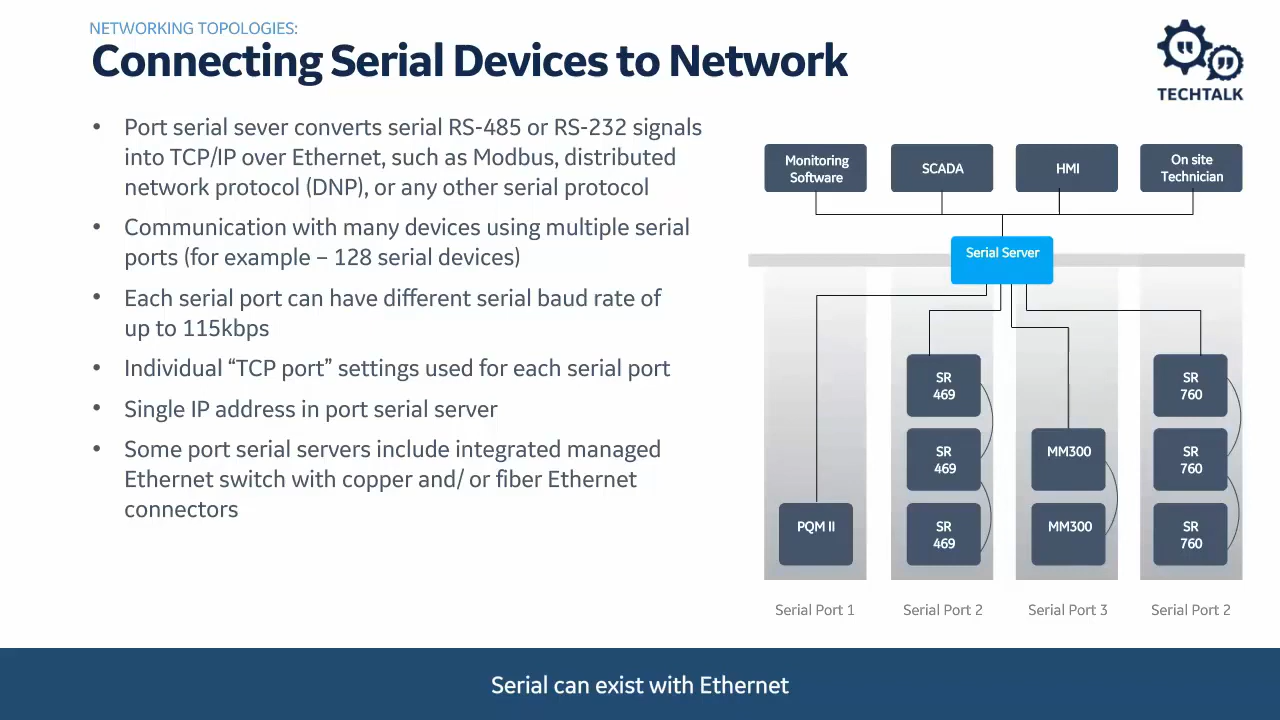 NETWORKING TOPOLOGIES:
Connecting Serial Devices to Network
TECHTALK
• Port serial sever converts serial RS-485 or RS-232 signals
into TCP/IP over Ethernet, such as Modbus, distributed
network protocol (DNP), or any other serial protocol
• Communication with many devices using multiple serial
ports (for example – 128 serial devices)
• Each serial port can have different serial baud rate of
up to 115kbps
• Individual “TCP port” settings used for each serial port
• Single IP address in port serial server
• Some port serial servers include integrated managed
Ethernet switch with copper and/ or fiber Ethernet
connectors
Monitoring
Software
SCADA
HMI
On site
Technician
Serial Server
PQM II
SR
469
SR
469
SR
469
MM300
MM300
SR
760
SR
760
SR
760
Serial Port 1
Serial Port 2
Serial Port 3
Serial Port 2
Serial can exist with Ethernet